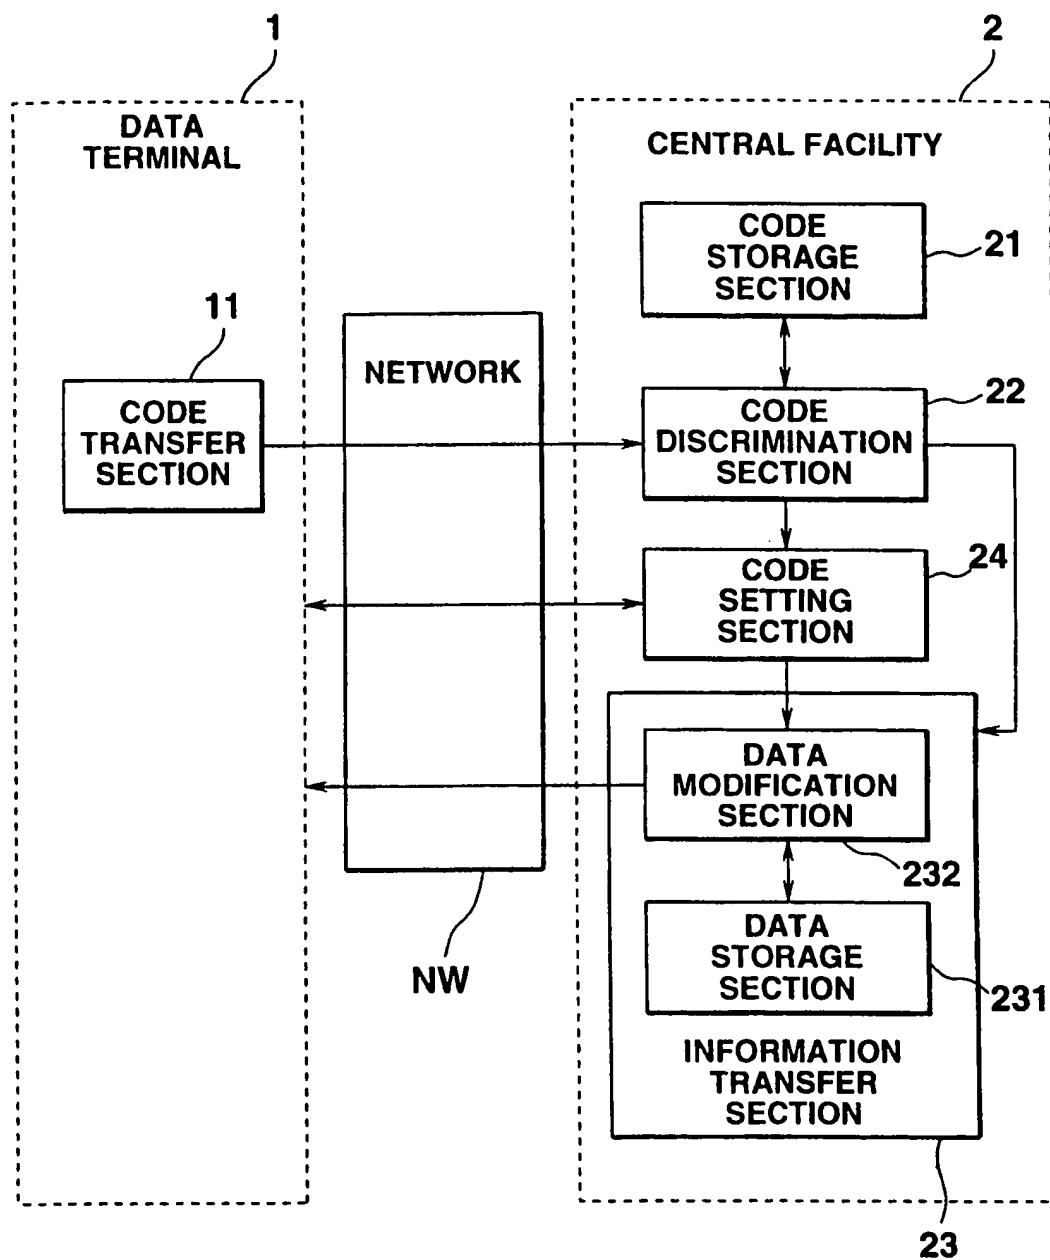 1
2
DATA
TERMINAL
CENTRAL FACILITY
CODE
STORAGE
SECTION
21
11
NETWORK
CODE
TRANSFER
SECTION
CODE
DISCRIMINATION
SECTION
22
CODE
SETTING
SECTION
24
DATA
MODIFICATION
SECTION
232
DATA
STORAGE
SECTION
231
NW
INFORMATION
TRANSFER
SECTION
23